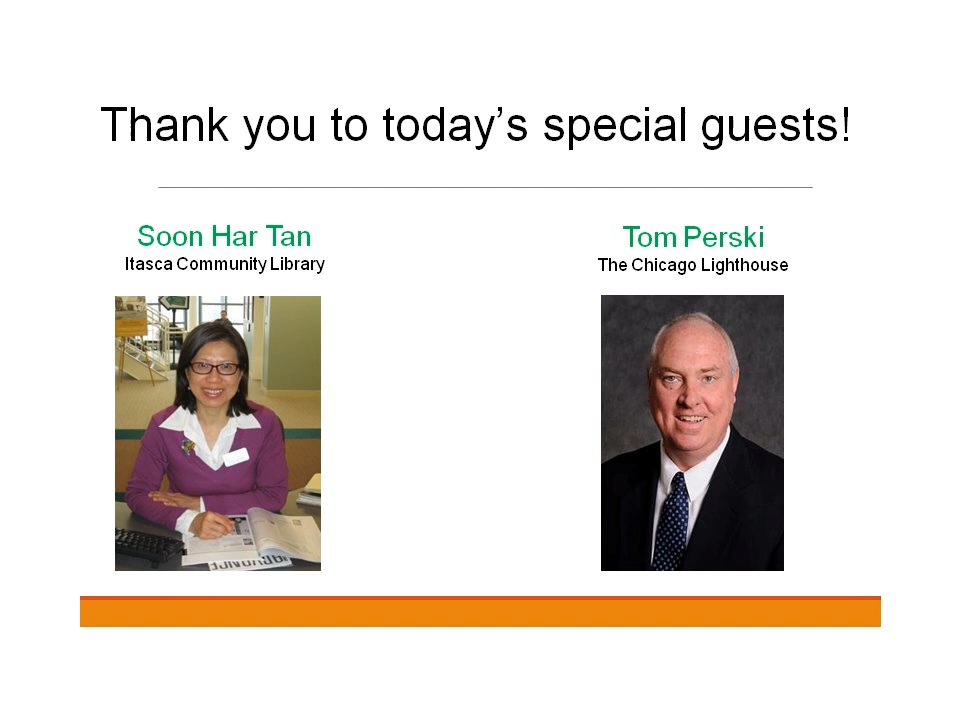 Thank you to today's special guests!
Soon Har Tan
Itasca Community Library
Tom Perski
The Chicago Lighthouse